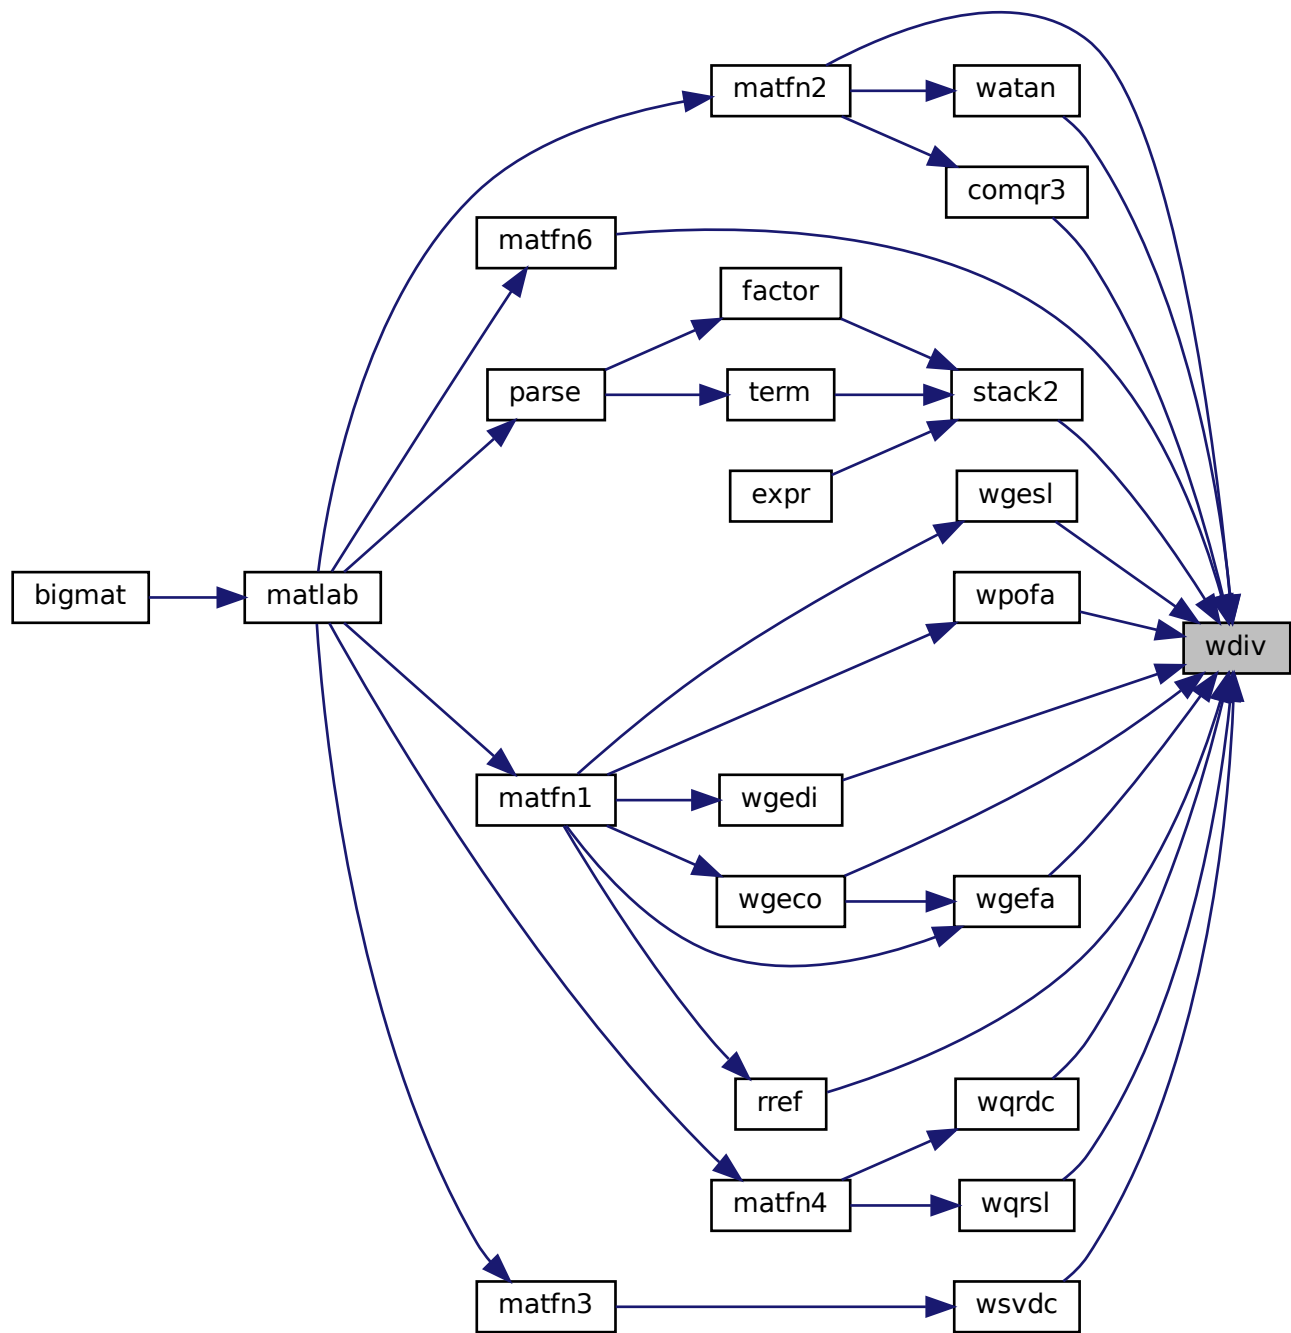 matfn2
watan
comqr3
matfn6
factor
parse
term
stack2
expr
wgesl
bigmat
matlab
wpofa
wdiv
matfn1
wgedi
wgeco
wgefa
rref
wqrdc
matfn4
wqrsl
matfn3
wsvdc